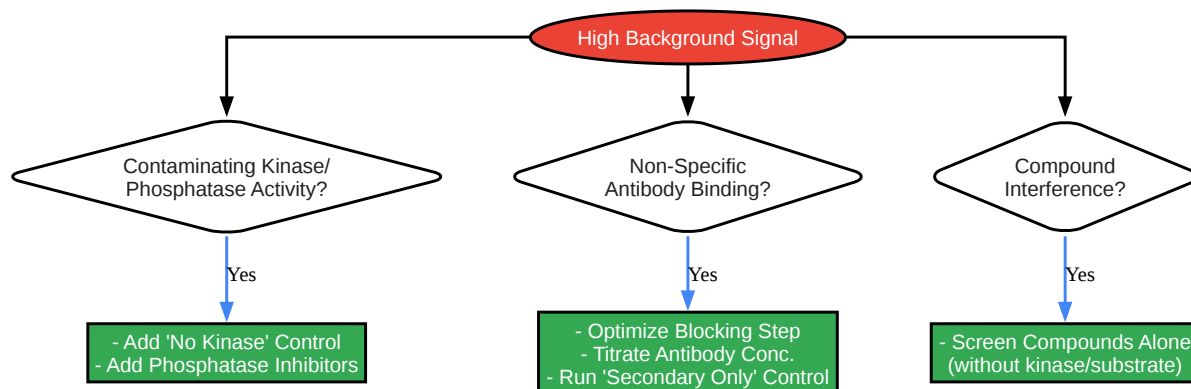 High Background Signal
Contaminating Kinase/
Phosphatase Activity?
Non-Specific
Antibody Binding?
Compound
Interference?
Yes
Yes
Yes
- Add 'No Kinase' Control
- Add Phosphatase Inhibitors
- Optimize Blocking Step
- Titrate Antibody Conc.
- Run 'Secondary Only' Control
- Screen Compounds Alone
(without kinase/substrate)